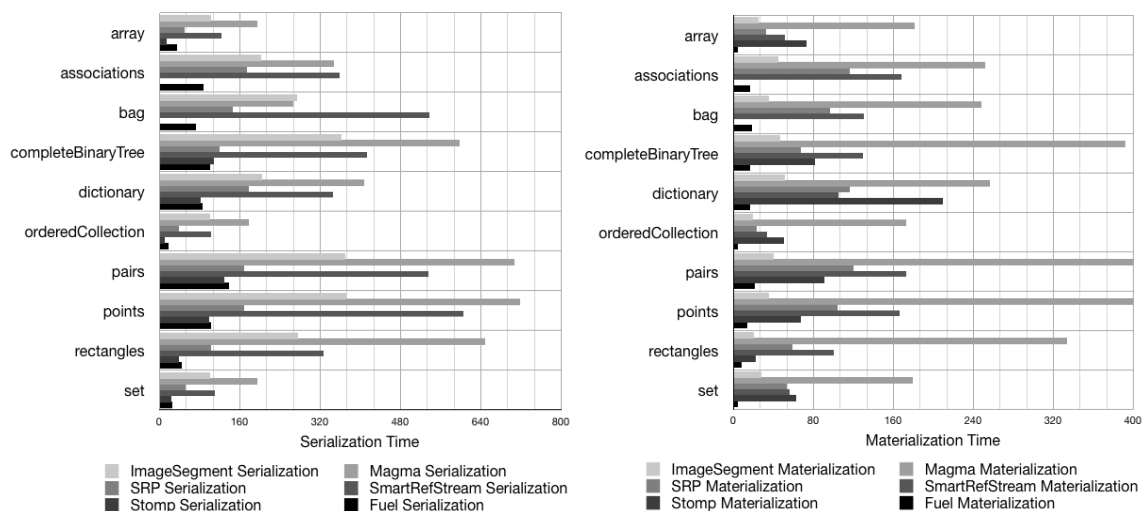 array
associations
bag
completeBinaryTree
dictionary
orderedCollection
pairs
points
rectangles
set
0 160 320 480 640 800
Serialization Time
ImageSegment Serialization Magma Serialization
SRP Serialization SmartRefStream Serialization
Stomp Serialization Fuel Serialization
array
associations
bag
completeBinaryTree
dictionary
orderedCollection
pairs
points
rectangles
set
0 80 160 240 320 400
Materialization Time
ImageSegment Materialization Magma Materialization
SRP Materialization SmartRefStream Materialization
Stomp Materialization Fuel Materialization